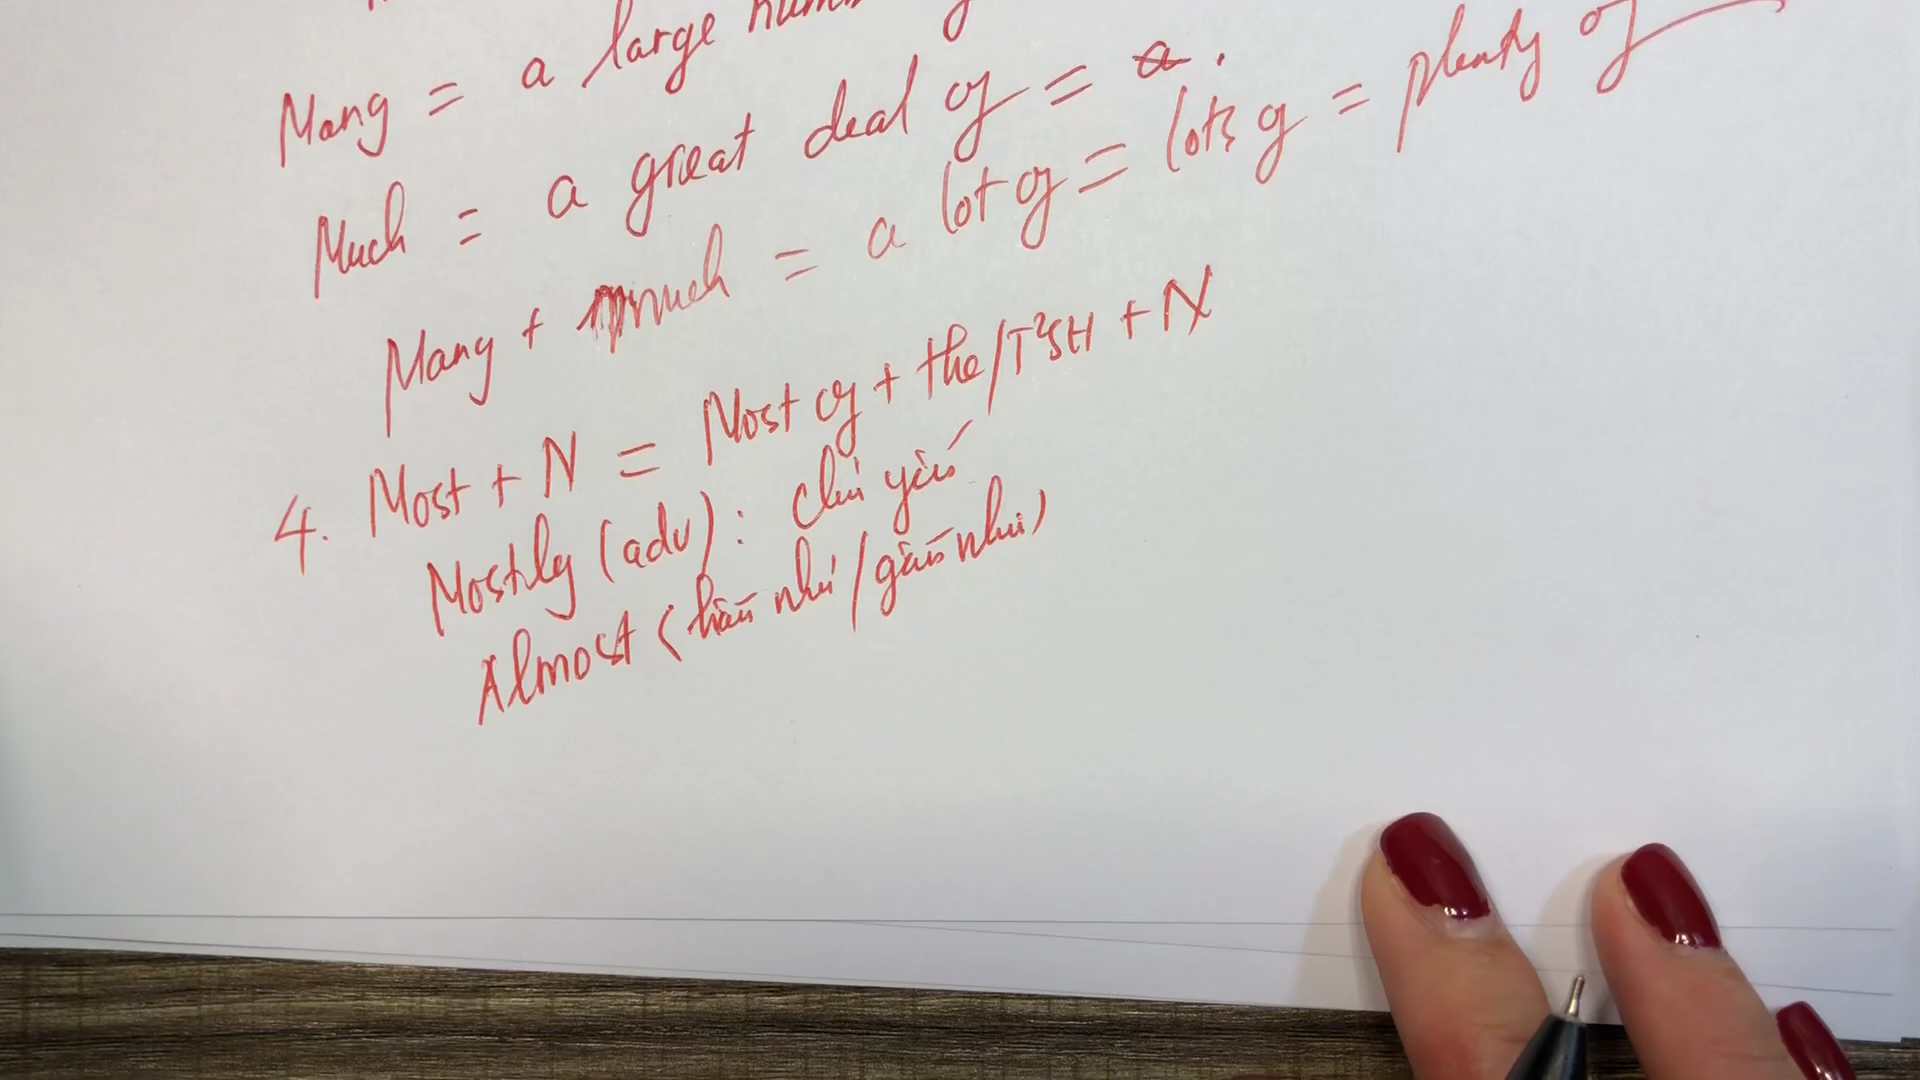 Many = a large
Much = a great deal of = a.
Many + much = a lot of = lots of = plenty of
4. Most + N = Most of + the/T²SH + N
Mostly (adv): chủ yếu
Almost (hầu như/gần như)